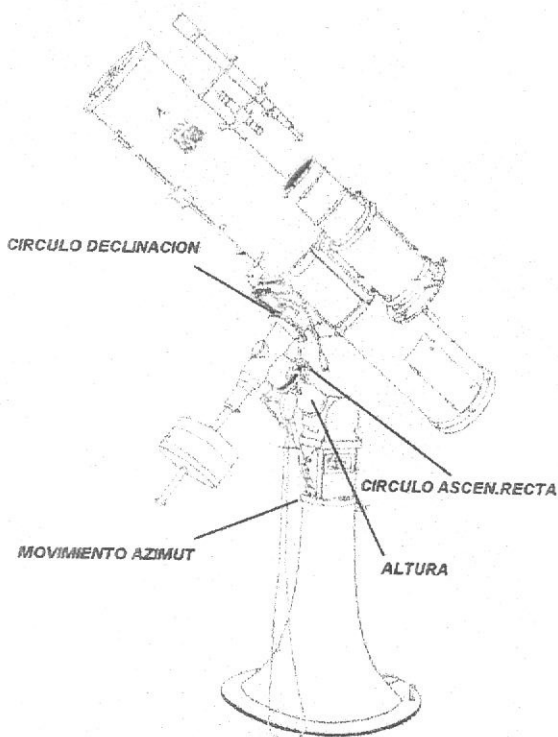 CIRCULO DECLINACION
CIRCULO ASCEN.RECTA
MOVIMIENTO AZIMUT
ALTURA